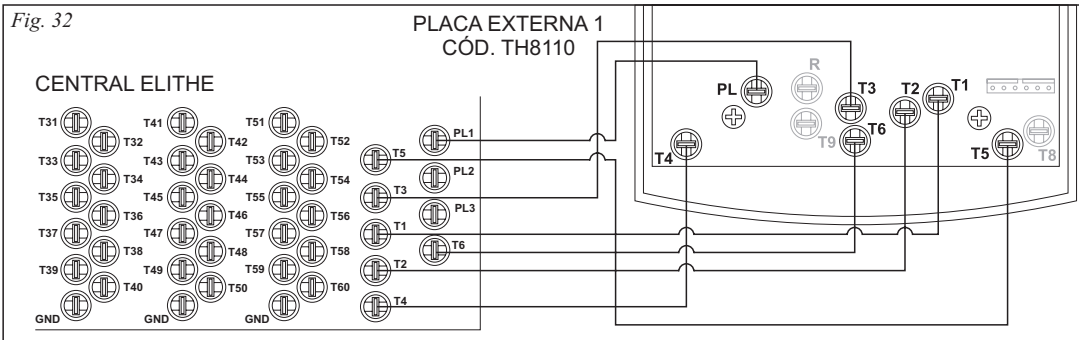 Fig. 32
PLACA EXTERNA 1
CÓD. TH8110
CENTRAL ELITHE
T31
T32
T33
T34
T35
T36
T37
T38
T39
T40
GND
T41
T42
T43
T44
T45
T46
T47
T48
T49
T50
GND
T51
T52
T53
T54
T55
T56
T57
T58
T59
T60
GND
T5
T3
T1
T2
T4
PL1
PL2
PL3
T6
PL
R
T3
T2
T1
T9
T6
T4
T5
T8